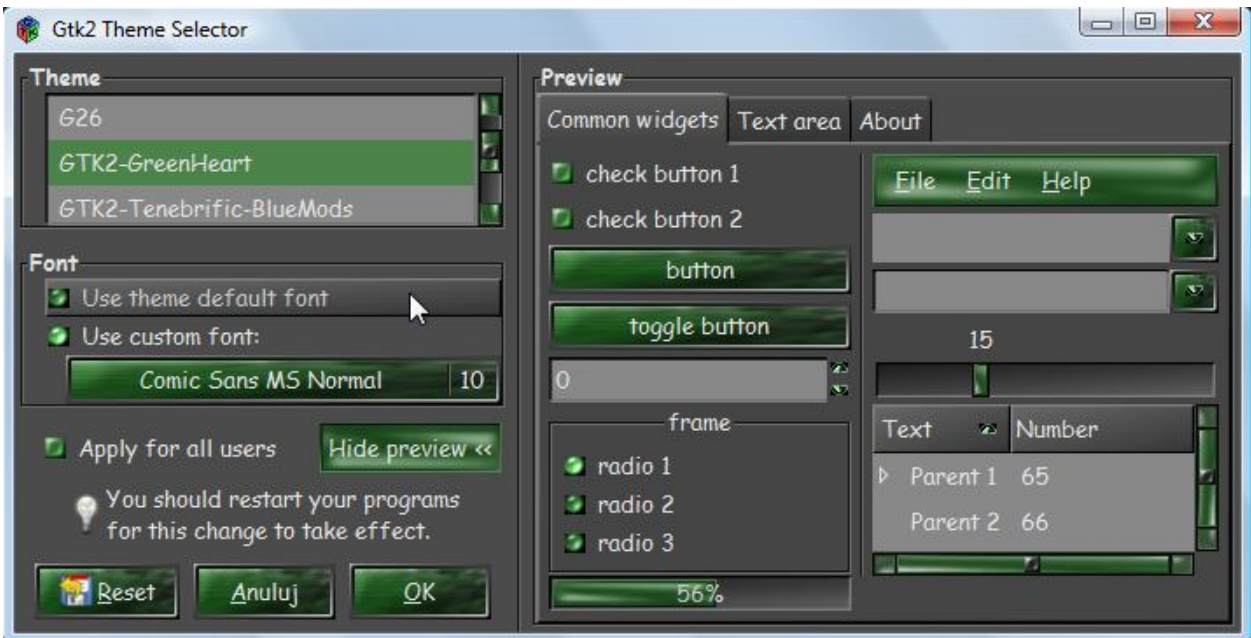 Gtk2 Theme Selector
Theme
G26
GTK2-GreenHeart
GTK2-Tenebrific-BlueMods
Font
Use theme default font
Use custom font:
Comic Sans MS Normal 10
Apply for all users
Hide preview <<
You should restart your programs
for this change to take effect.
Reset
Anuluj
OK
Preview
Common widgets
Text area
About
check button 1
check button 2
button
toggle button
0
frame
radio 1
radio 2
radio 3
56%
File Edit Help
15
Text Number
Parent 1 65
Parent 2 66